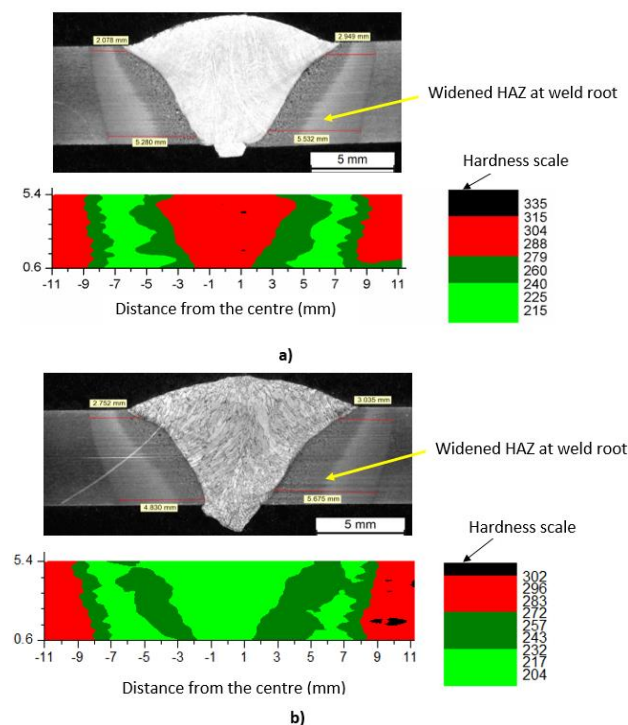 2.078 mm
2.949 mm
Widened HAZ at weld root
5.280 mm
5.532 mm
5 mm
Hardness scale
5.4
0.6
335
315
304
288
279
260
240
225
215
-11 -9 -7 -5 -3 -1 1 3 5 7 9 11
Distance from the centre (mm)
a)
2.752 mm
3.035 mm
Widened HAZ at weld root
4.830 mm
5.675 mm
5 mm
Hardness scale
5.4
0.6
302
296
283
272
257
243
232
217
204
-11 -9 -7 -5 -3 -1 1 3 5 7 9 11
Distance from the centre (mm)
b)